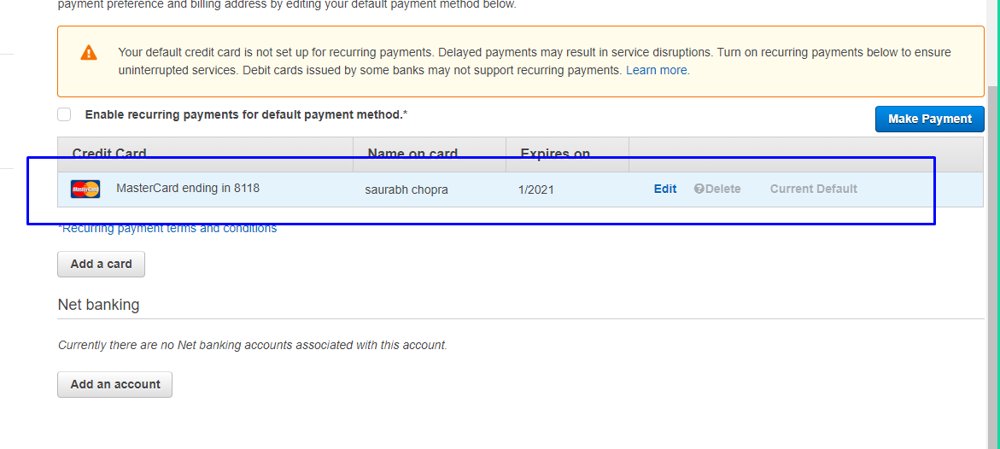 payment preference and billing address by editing your default payment method below.
Your default credit card is not set up for recurring payments. Delayed payments may result in service disruptions. Turn on recurring payments below to ensure
uninterrupted services. Debit cards issued by some banks may not support recurring payments. Learn more.
Enable recurring payments for default payment method.*
Make Payment
Credit Card Name on card Expires on
MasterCard MasterCard ending in 8118 saurabh chopra 1/2021 Edit ?Delete Current Default
*Recurring payment terms and conditions
Add a card
Net banking
Currently there are no Net banking accounts associated with this account.
Add an account